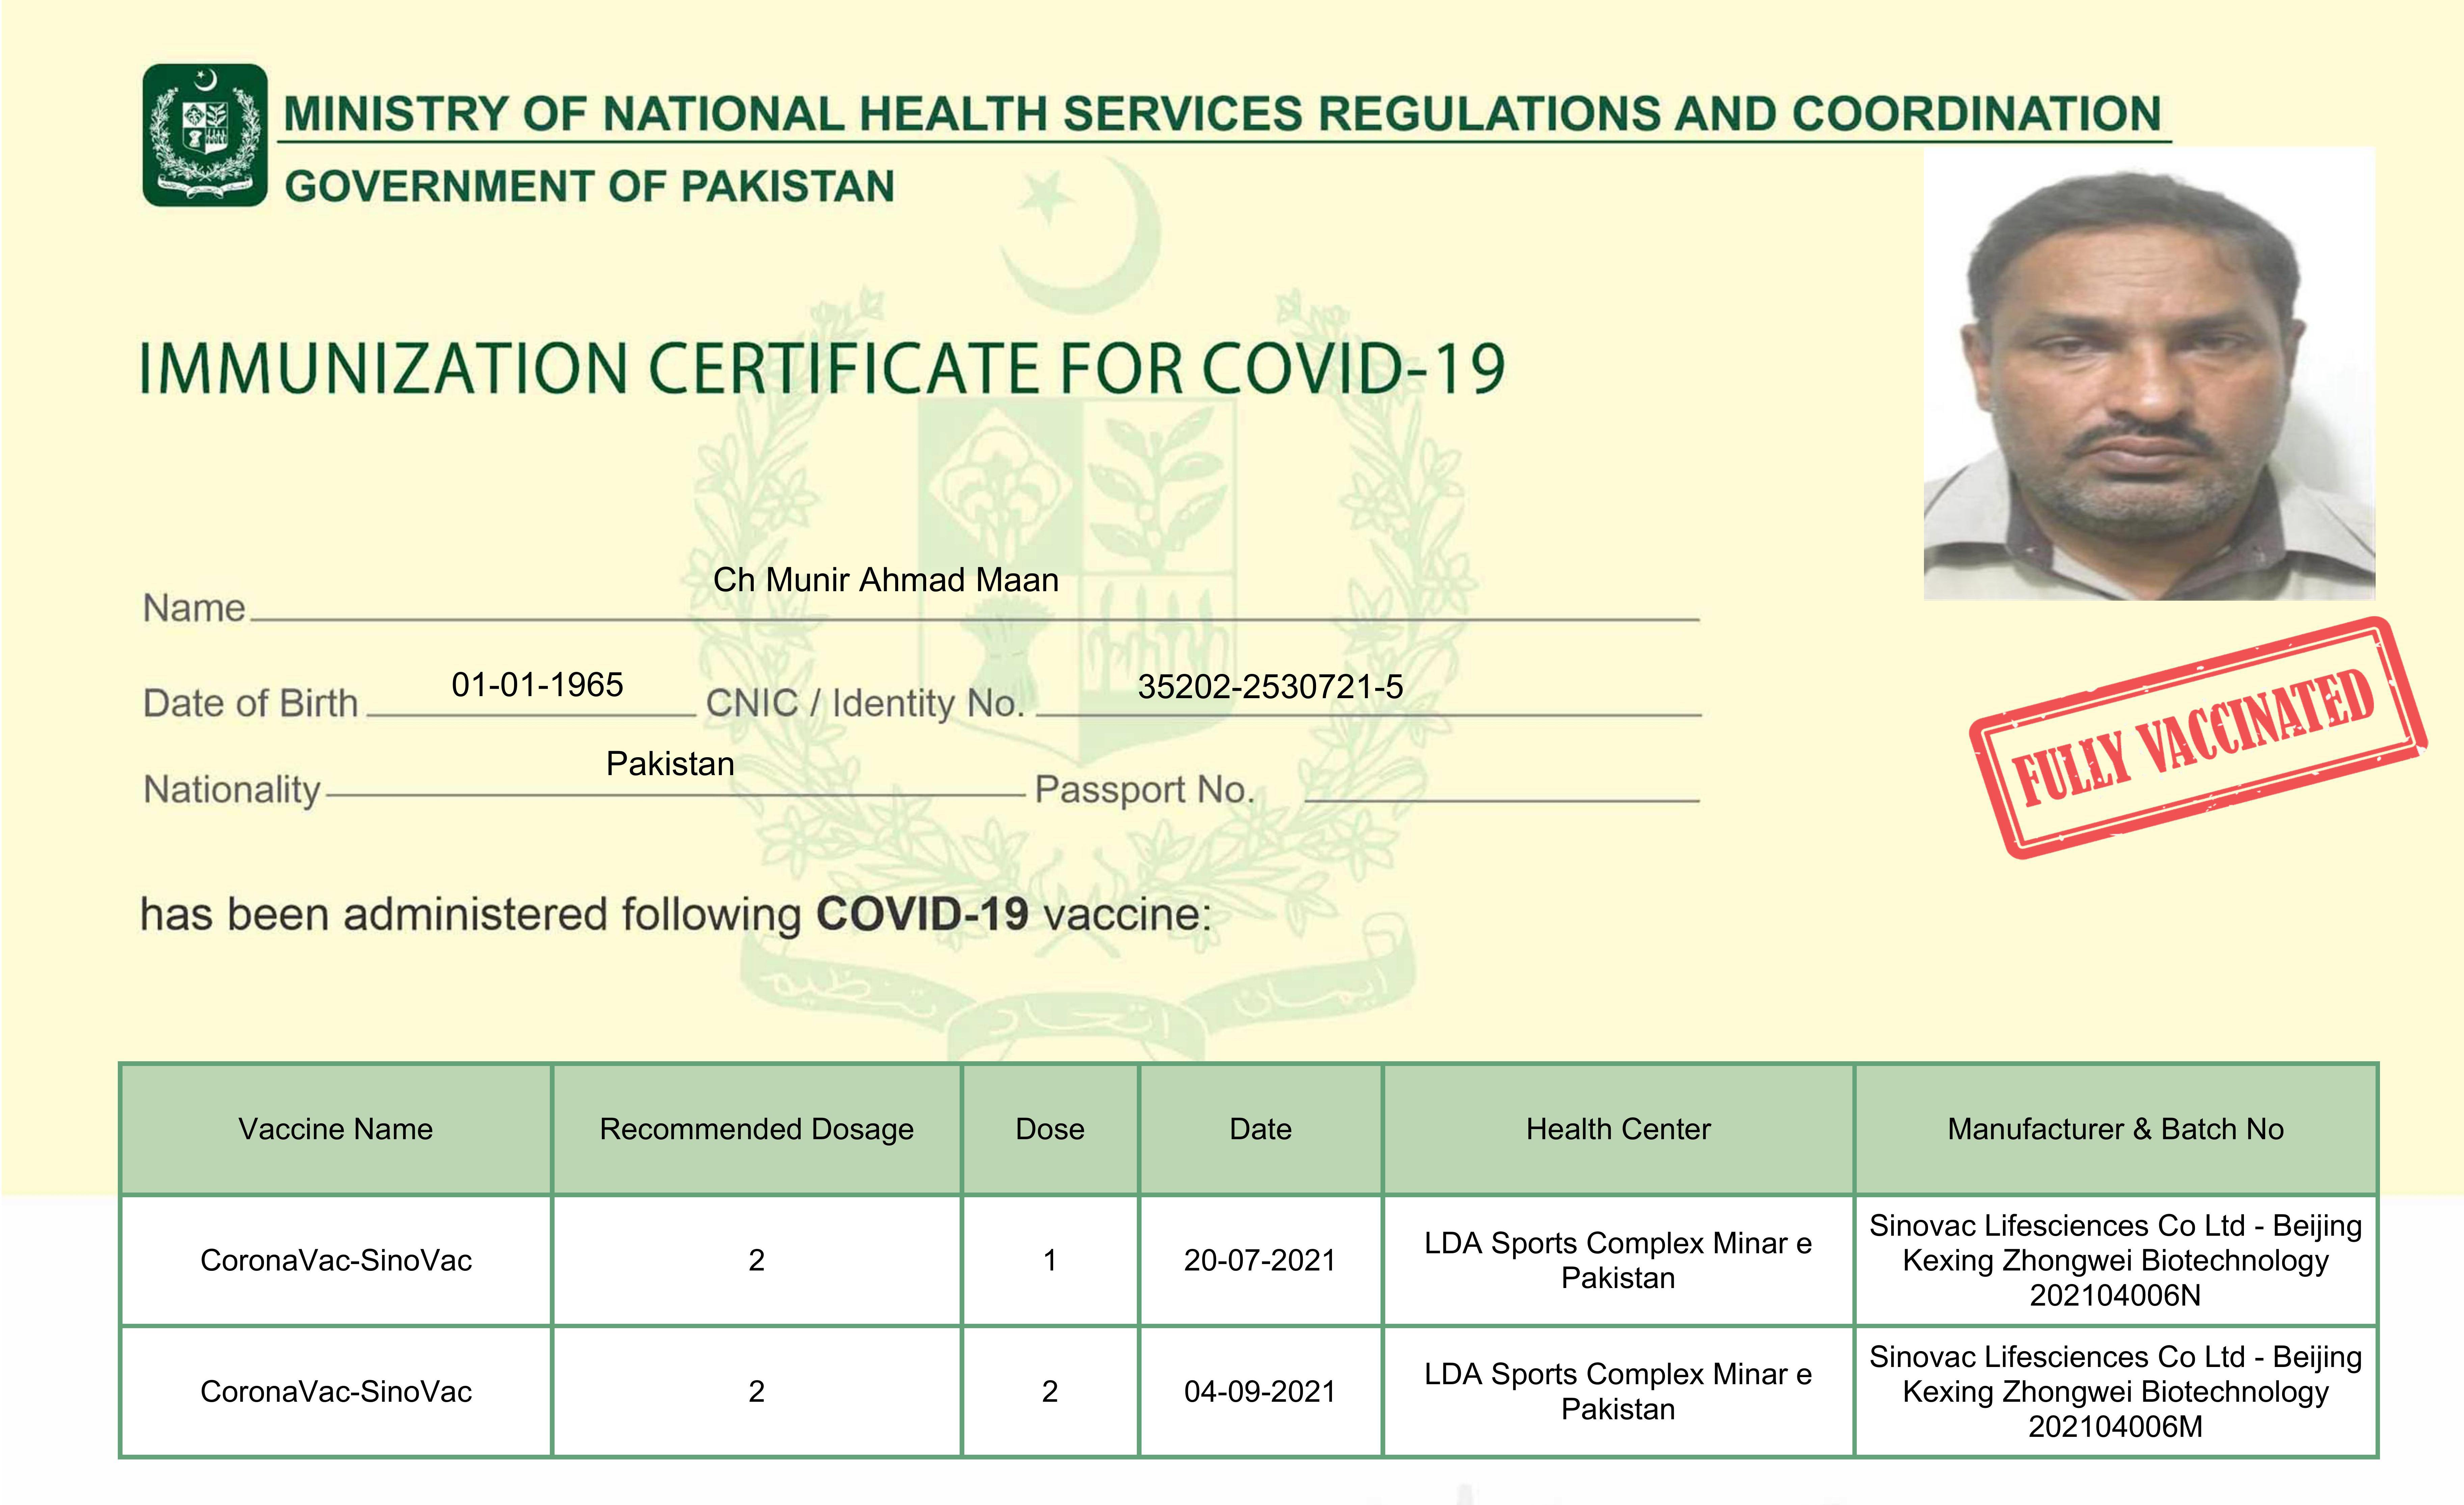 MINISTRY OF NATIONAL HEALTH SERVICES REGULATIONS AND COORDINATION
GOVERNMENT OF PAKISTAN
IMMUNIZATION CERTIFICATE FOR COVID-19
Name Ch Munir Ahmad Maan
Date of Birth 01-01-1965 CNIC / Identity No. 35202-2530721-5
Nationality Pakistan Passport No.
FULLY VACCINATED
has been administered following COVID-19 vaccine:
ایمان اتحاد تنظیم
Vaccine Name Recommended Dosage Dose Date Health Center Manufacturer & Batch No
CoronaVac-SinoVac 2 1 20-07-2021 LDA Sports Complex Minar e Pakistan Sinovac Lifesciences Co Ltd - Beijing Kexing Zhongwei Biotechnology 202104006N
CoronaVac-SinoVac 2 2 04-09-2021 LDA Sports Complex Minar e Pakistan Sinovac Lifesciences Co Ltd - Beijing Kexing Zhongwei Biotechnology 202104006M